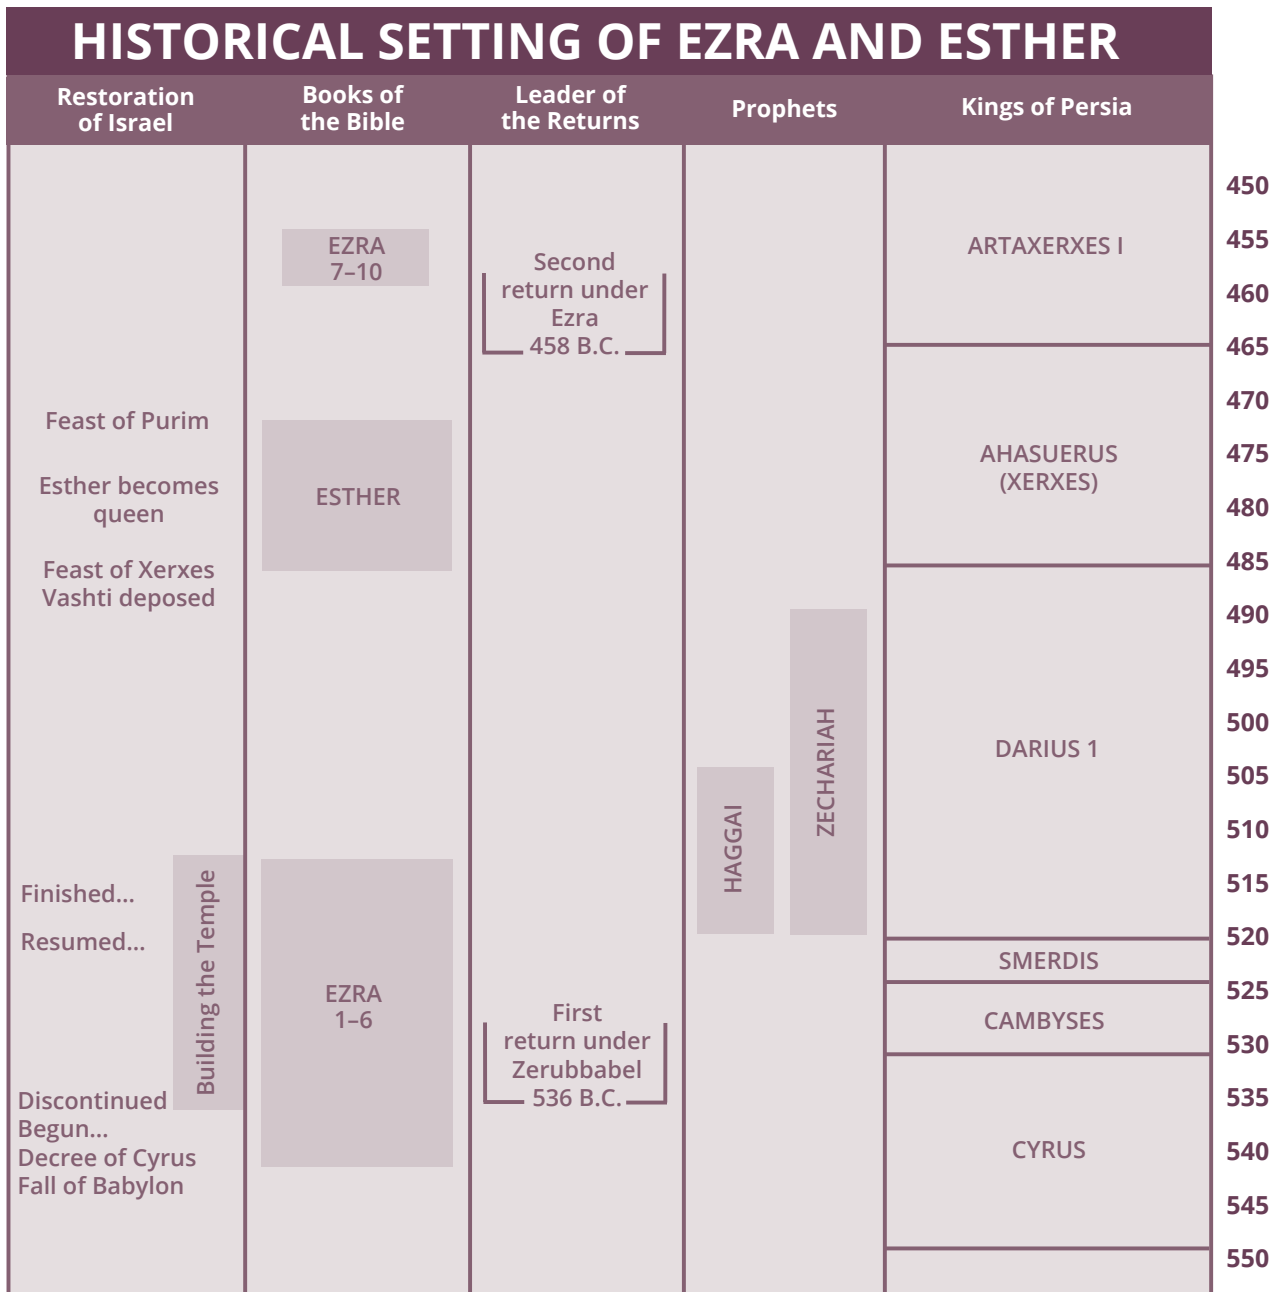 HISTORICAL SETTING OF EZRA AND ESTHER
Restoration
of Israel
Books of
the Bible
Leader of
the Returns
Prophets
Kings of Persia
Feast of Purim
Esther becomes
queen
Feast of Xerxes
Vashti deposed
Finished...
Resumed...
Building the Temple
Discontinued
Begun...
Decree of Cyrus
Fall of Babylon
EZRA
7–10
ESTHER
EZRA
1–6
Second
return under
Ezra
458 B.C.
First
return under
Zerubbabel
536 B.C.
HAGGAI
ZECHARIAH
ARTAXERXES I
AHASUERUS
(XERXES)
DARIUS 1
SMERDIS
CAMBYSES
CYRUS
450
455
460
465
470
475
480
485
490
495
500
505
510
515
520
525
530
535
540
545
550